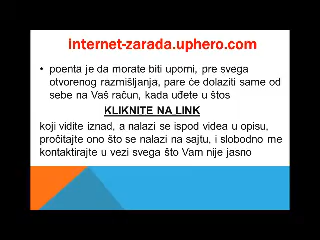 internet-zarada.uphero.com
• poenta je da morate biti uporni, pre svega
otvorenog razmišljanja, pare će dolaziti same od
sebe na Vaš račun, kada uđete u štos
KLIKNITE NA LINK
koji vidite iznad, a nalazi se ispod videa u opisu,
pročitajte ono što se nalazi na sajtu, i slobodno me
kontaktirajte u vezi svega što Vam nije jasno